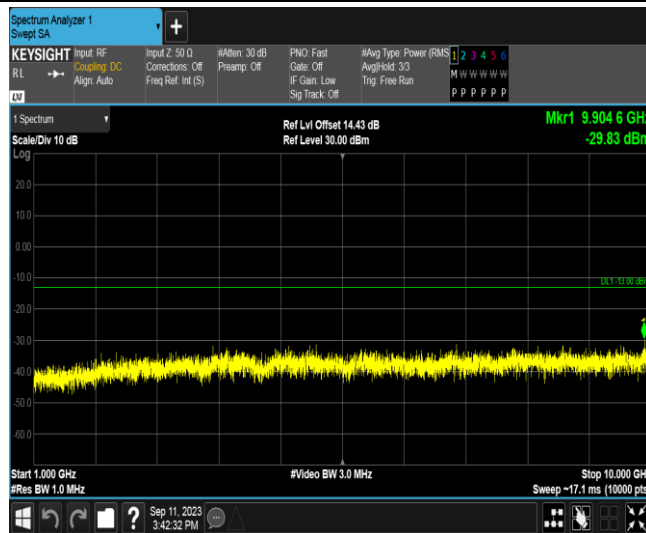 Spectrum Analyzer 1
Swept SA
+
KEYSIGHT
Input: RF
Coupling: DC
Align: Auto
RL
LXI
Input Z: 50 Ω
Corrections: Off
Freq Ref: Int (S)
#Atten: 30 dB
Preamp: Off
PNO: Fast
Gate: Off
IF Gain: Low
Sig Track: Off
#Avg Type: Power (RMS
Avg|Hold: 3/3
Trig: Free Run
1 2 3 4 5 6
M W W W W W
P P P P P P
1 Spectrum
Scale/Div 10 dB
Ref Lvl Offset 14.43 dB
Ref Level 30.00 dBm
Mkr1 9.904 6 GHz
-29.83 dBm
Log
20.0
10.0
0.00
-10.0
DL1 -13.00 dBm
-20.0
-30.0
-40.0
-50.0
-60.0
Start 1.000 GHz
#Res BW 1.0 MHz
#Video BW 3.0 MHz
Stop 10.000 GH
Sweep ~17.1 ms (10000 pts
?
Sep 11, 2023
3:42:32 PM